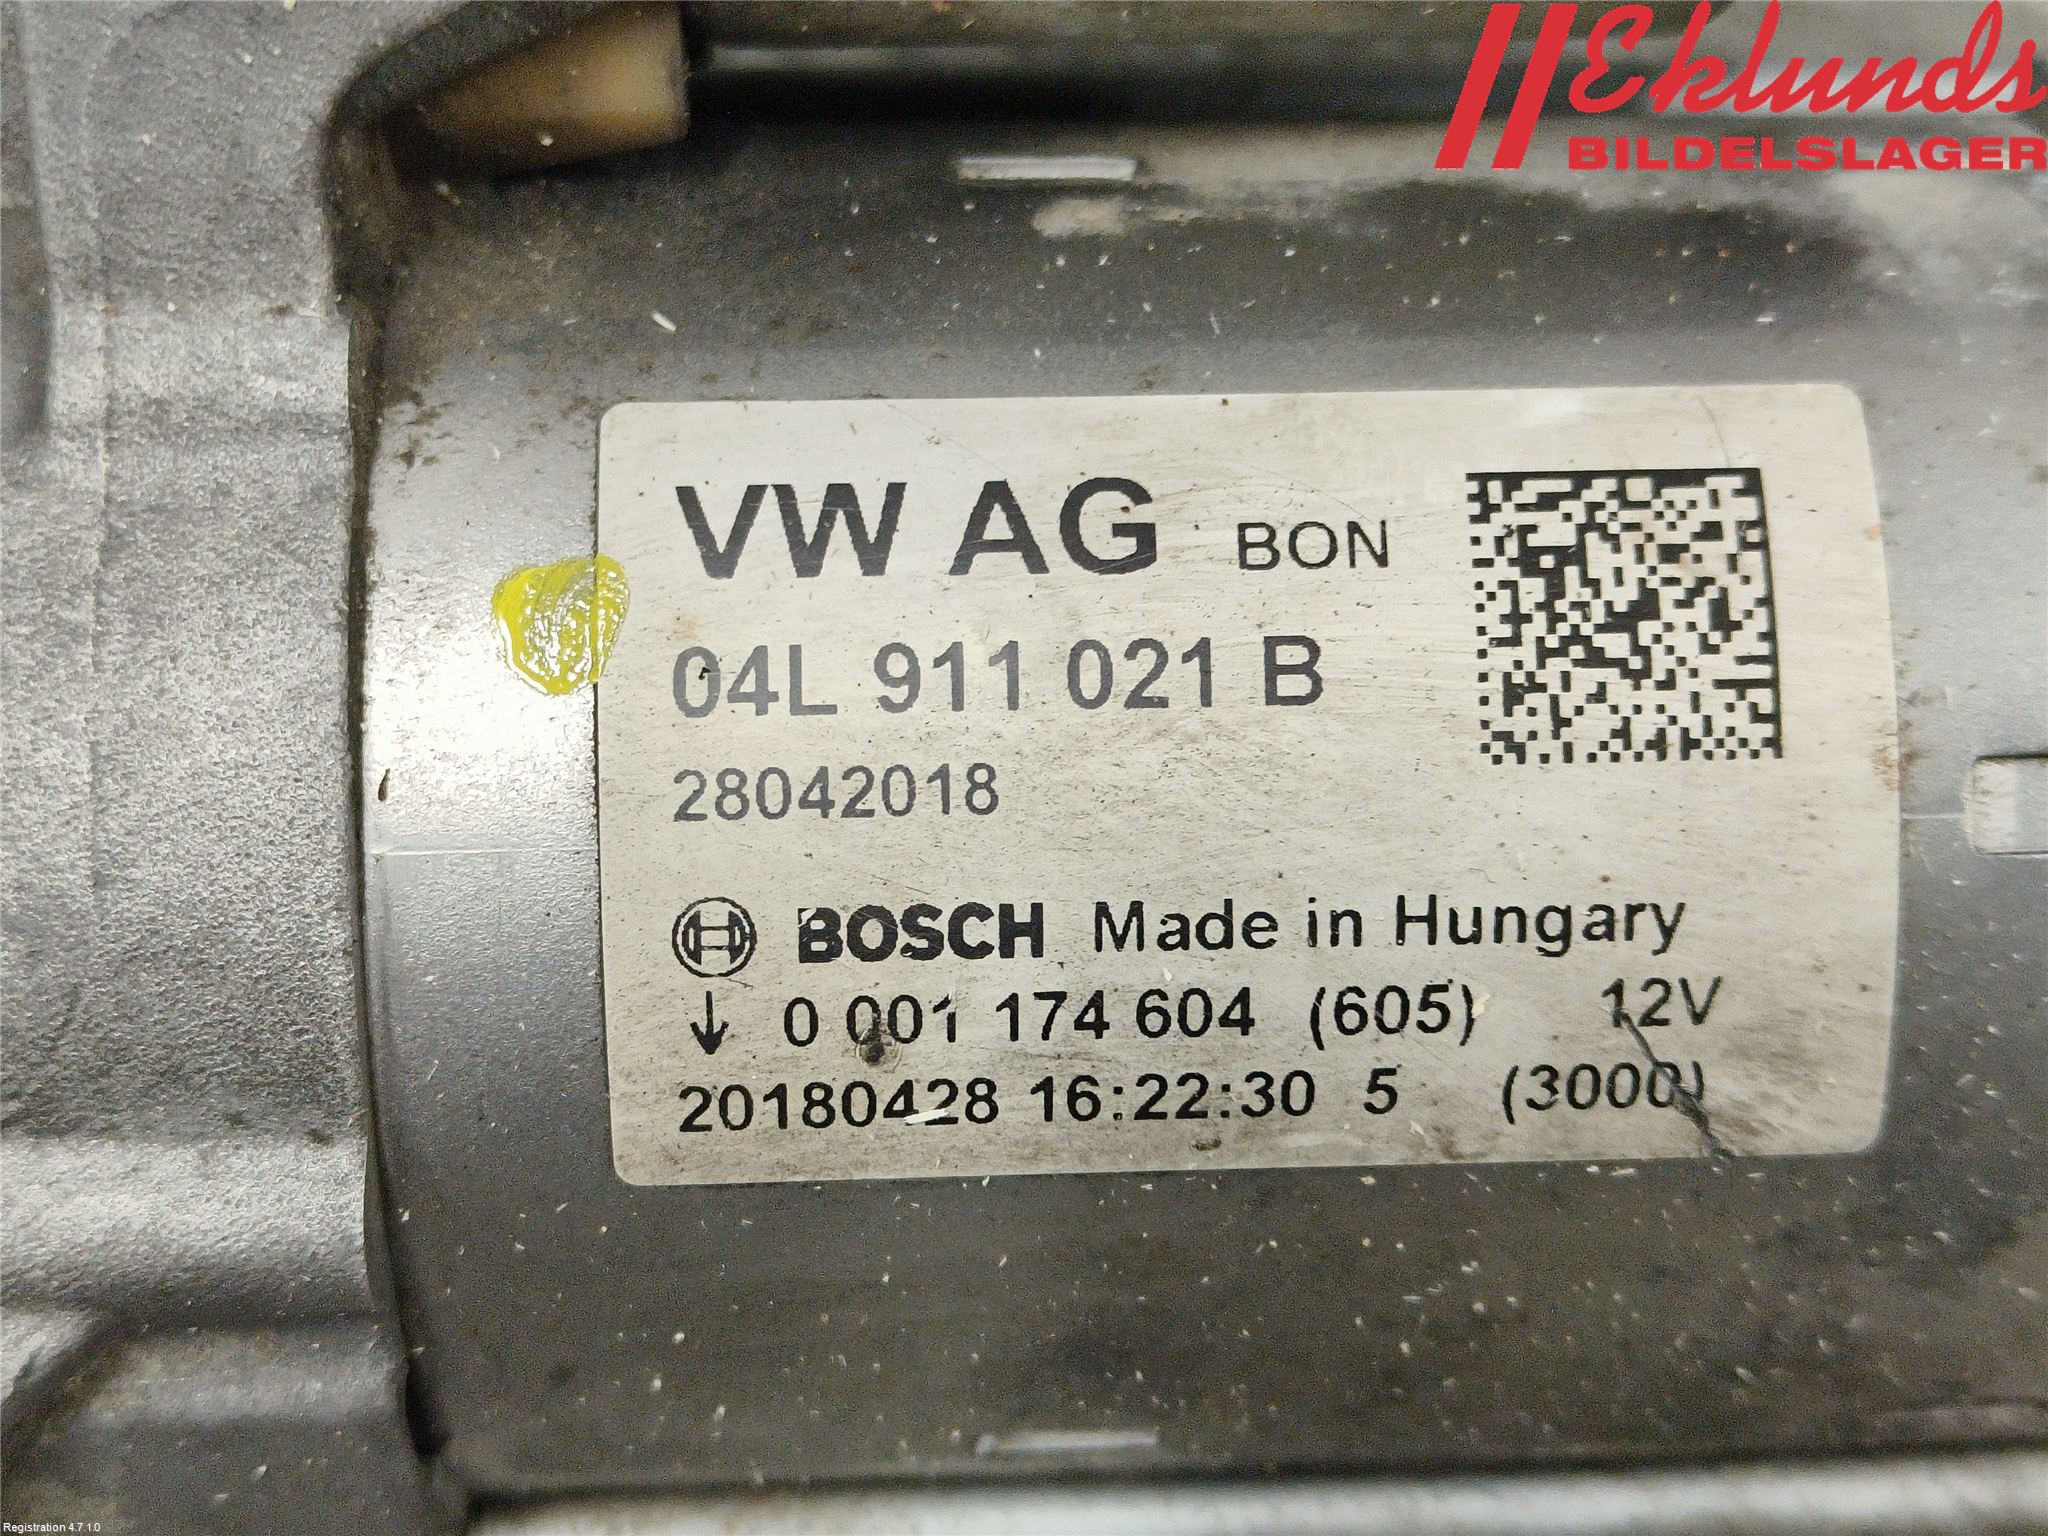 Eklunds
BILDELSLAGER
VW AG BON
04L 911 021 B
28042018
BOSCH Made in Hungary
↓ 0 001 174 604 (605) 12V
20180428 16:22:30 5 (3000)
Registration 4.7.1.0